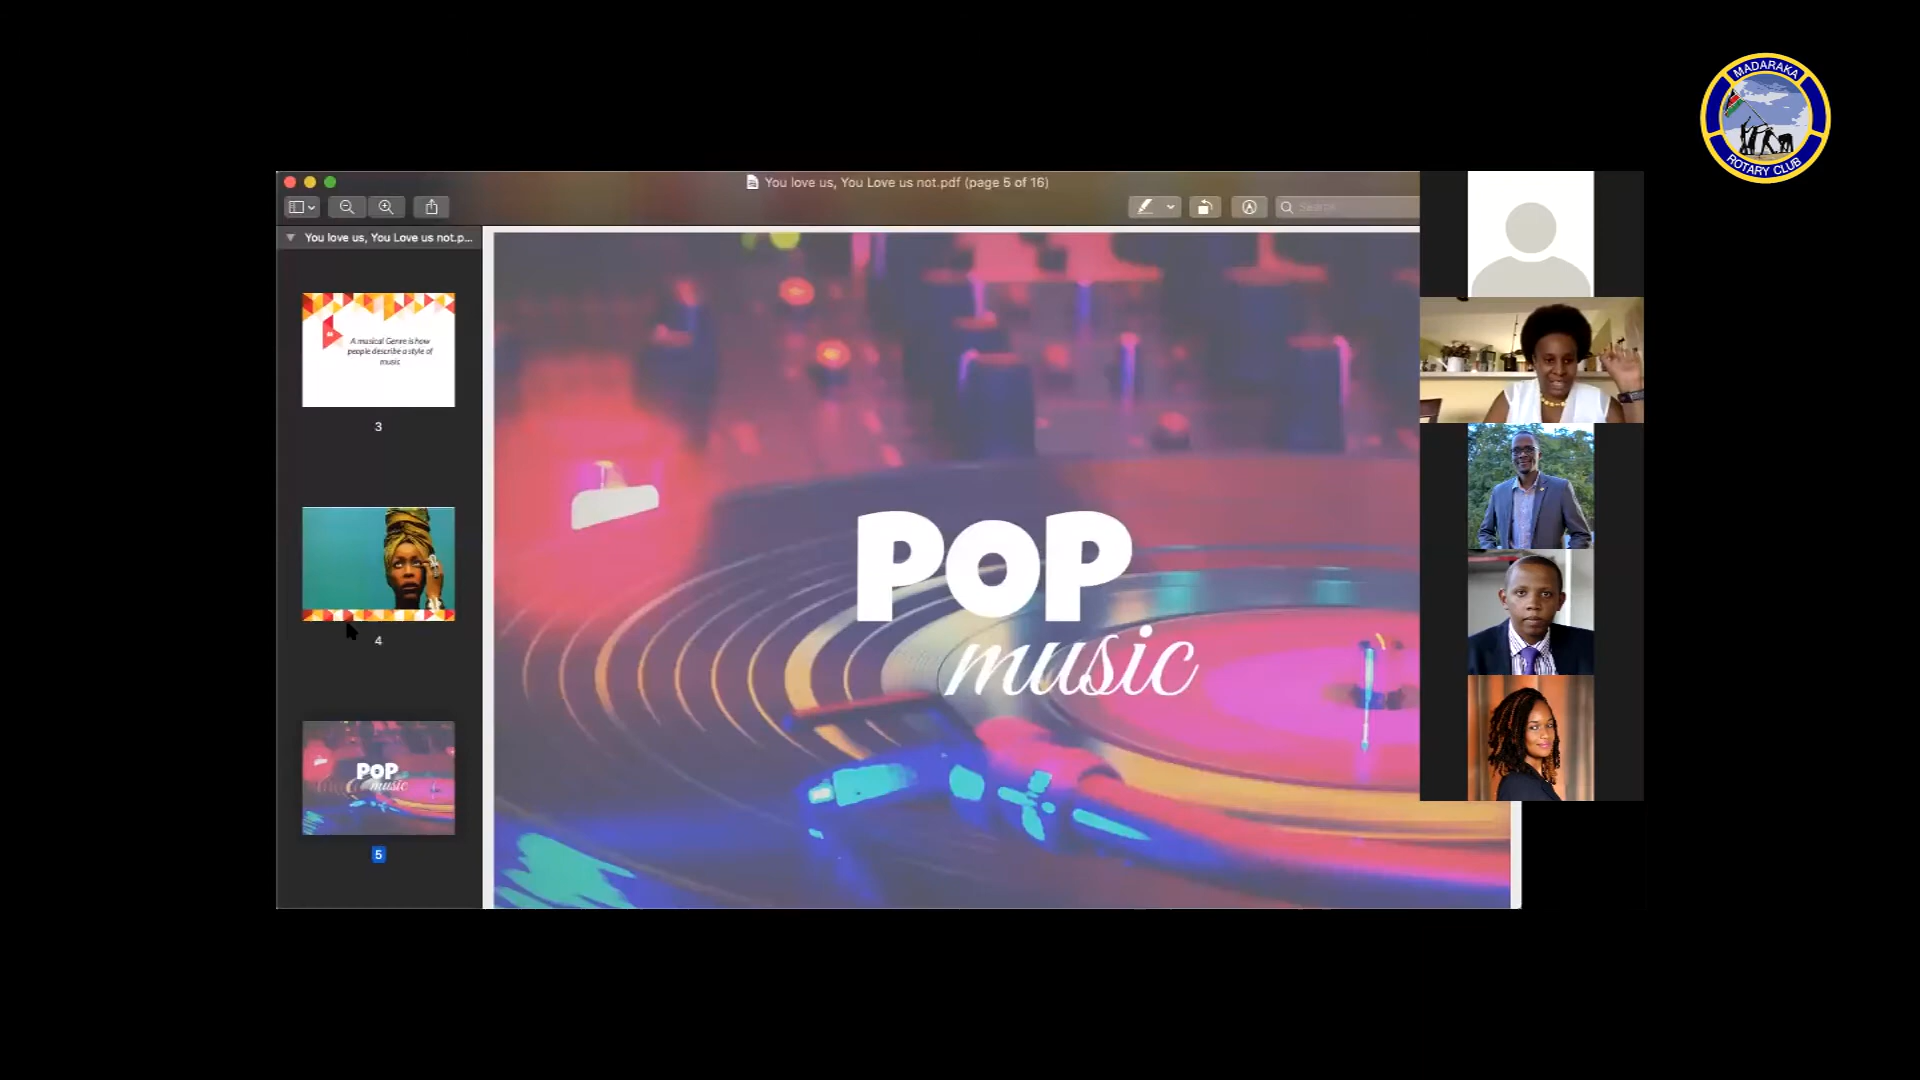 MADARAKA
ROTARY CLUB
You love us, You Love us not.pdf (page 5 of 16)
Search
You love us, You Love us not.p...
A musical Genre is how
people describe a style of
music
3
4
POP
music
5
POP
music